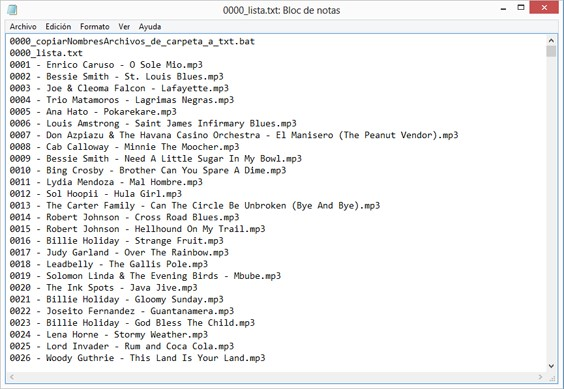 0000_lista.txt: Bloc de notas
Archivo Edición Formato Ver Ayuda
0000_copiarNombresArchivos_de_carpeta_a_txt.bat
0000_lista.txt
0001 - Enrico Caruso - O Sole Mio.mp3
0002 - Bessie Smith - St. Louis Blues.mp3
0003 - Joe & Cleoma Falcon - Lafayette.mp3
0004 - Trio Matamoros - Lagrimas Negras.mp3
0005 - Ana Hato - Pokarekare.mp3
0006 - Louis Amstrong - Saint James Infirmary Blues.mp3
0007 - Don Azpiazu & The Havana Casino Orchestra - El Manisero (The Peanut Vendor).mp3
0008 - Cab Calloway - Minnie The Moocher.mp3
0009 - Bessie Smith - Need A Little Sugar In My Bowl.mp3
0010 - Bing Crosby - Brother Can You Spare A Dime.mp3
0011 - Lydia Mendoza - Mal Hombre.mp3
0012 - Sol Hoopii - Hula Girl.mp3
0013 - The Carter Family - Can The Circle Be Unbroken (Bye And Bye).mp3
0014 - Robert Johnson - Cross Road Blues.mp3
0015 - Robert Johnson - Hellhound On My Trail.mp3
0016 - Billie Holiday - Strange Fruit.mp3
0017 - Judy Garland - Over The Rainbow.mp3
0018 - Leadbelly - The Gallis Pole.mp3
0019 - Solomon Linda & The Evening Birds - Mbube.mp3
0020 - The Ink Spots - Java Jive.mp3
0021 - Billie Holiday - Gloomy Sunday.mp3
0022 - Joseito Fernandez - Guantanamera.mp3
0023 - Billie Holiday - God Bless The Child.mp3
0024 - Lena Horne - Stormy Weather.mp3
0025 - Lord Invader - Rum and Coca Cola.mp3
0026 - Woody Guthrie - This Land Is Your Land.mp3